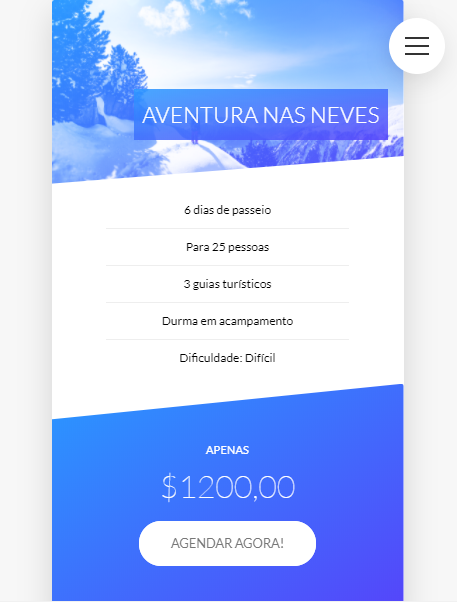 AVENTURA NAS NEVES
6 dias de passeio
Para 25 pessoas
3 guias turísticos
Durma em acampamento
Dificuldade: Difícil
APENAS
$1200,00
AGENDAR AGORA!